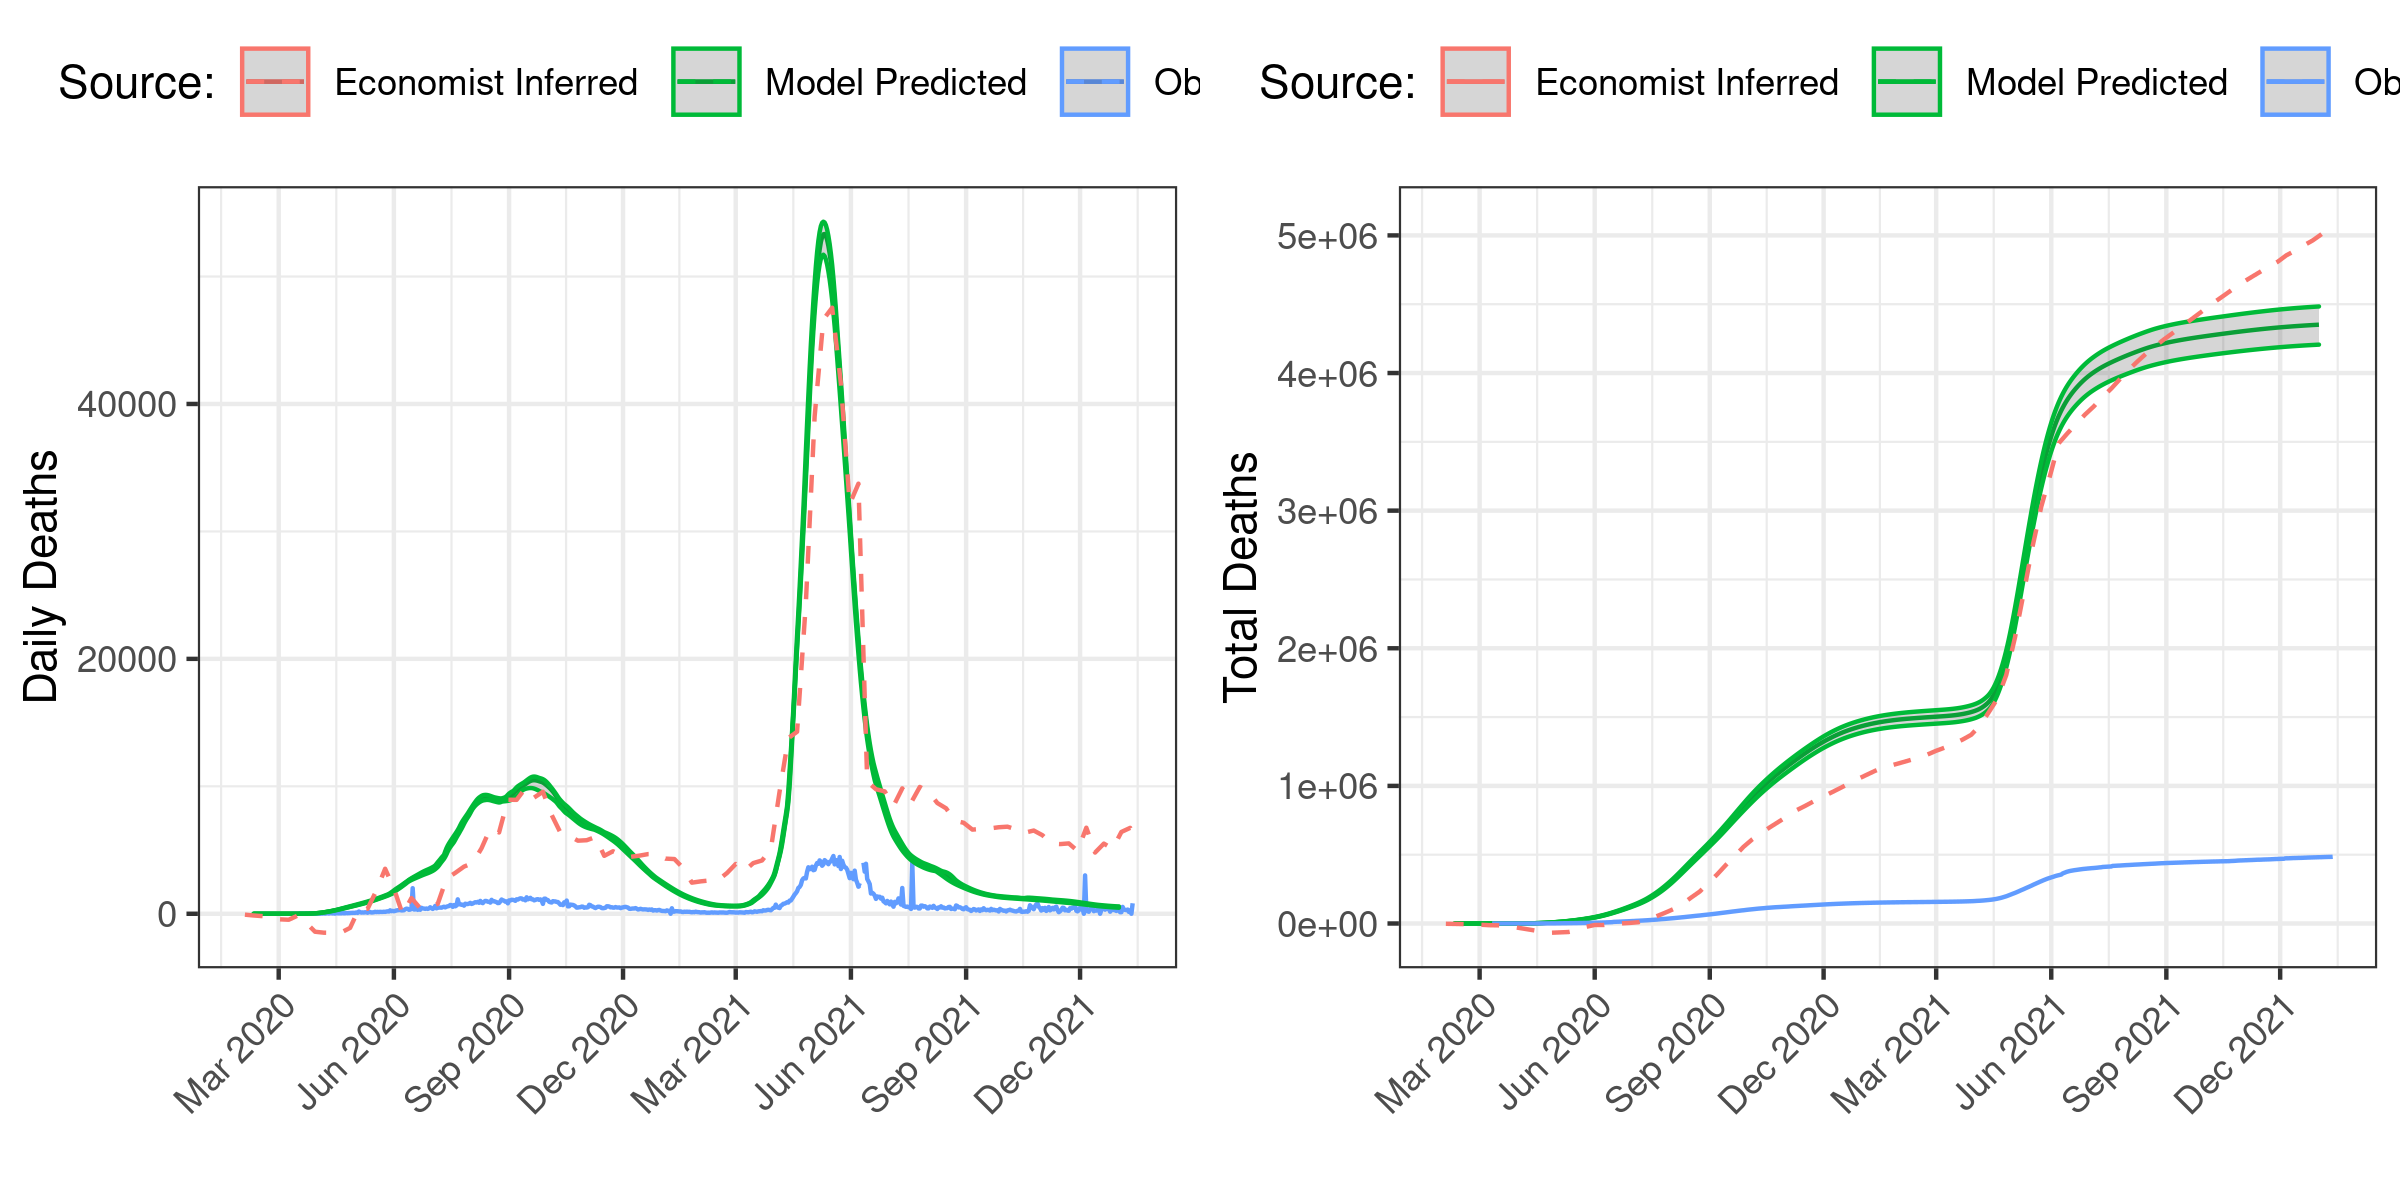 Source: Economist Inferred Model Predicted Ob
Daily Deaths
40000
20000
0
Mar 2020 Jun 2020 Sep 2020 Dec 2020 Mar 2021 Jun 2021 Sep 2021 Dec 2021
Source: Economist Inferred Model Predicted Ob
Total Deaths
5e+06
4e+06
3e+06
2e+06
1e+06
0e+00
Mar 2020 Jun 2020 Sep 2020 Dec 2020 Mar 2021 Jun 2021 Sep 2021 Dec 2021